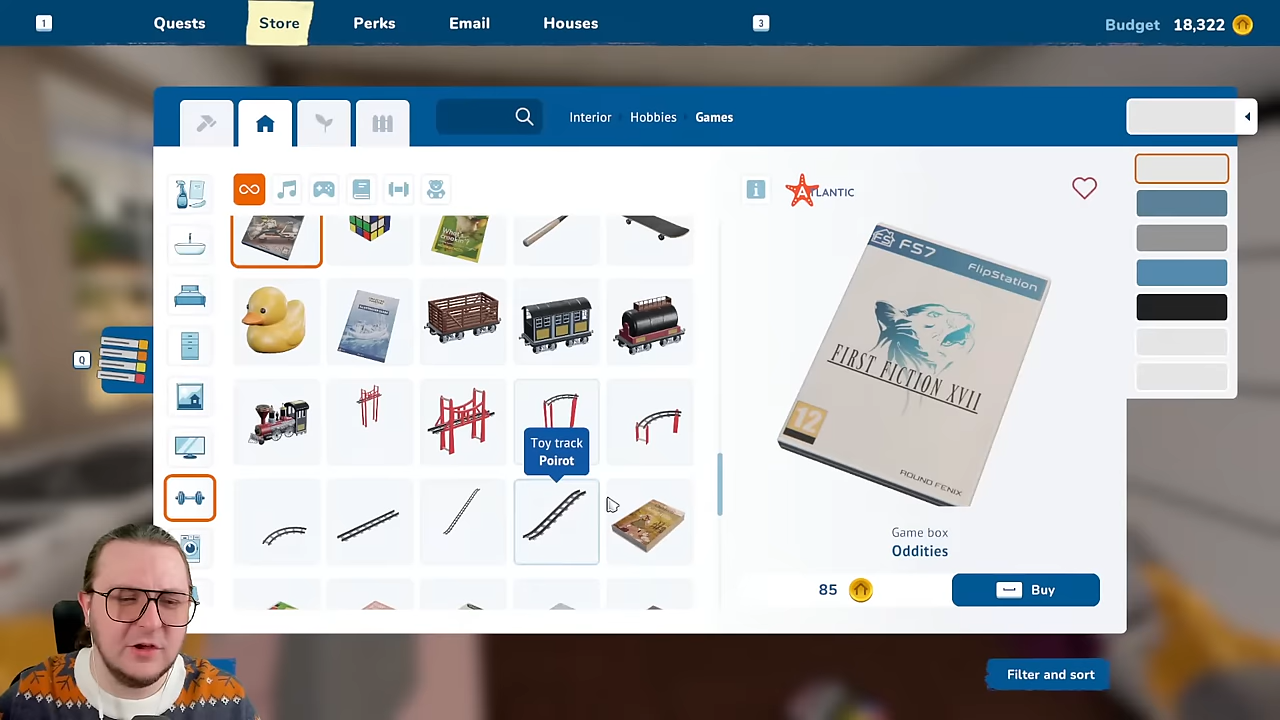 1
Quests
Store
Perks
Email
Houses
3
Budget 18,322
Interior
Hobbies
Games
ATLANTIC
FS7
FlipStation
FIRST FICTION XVII
12
ROUND FENIX
Q
Toy track
Poirot
Game box
Oddities
85
Buy
Filter and sort